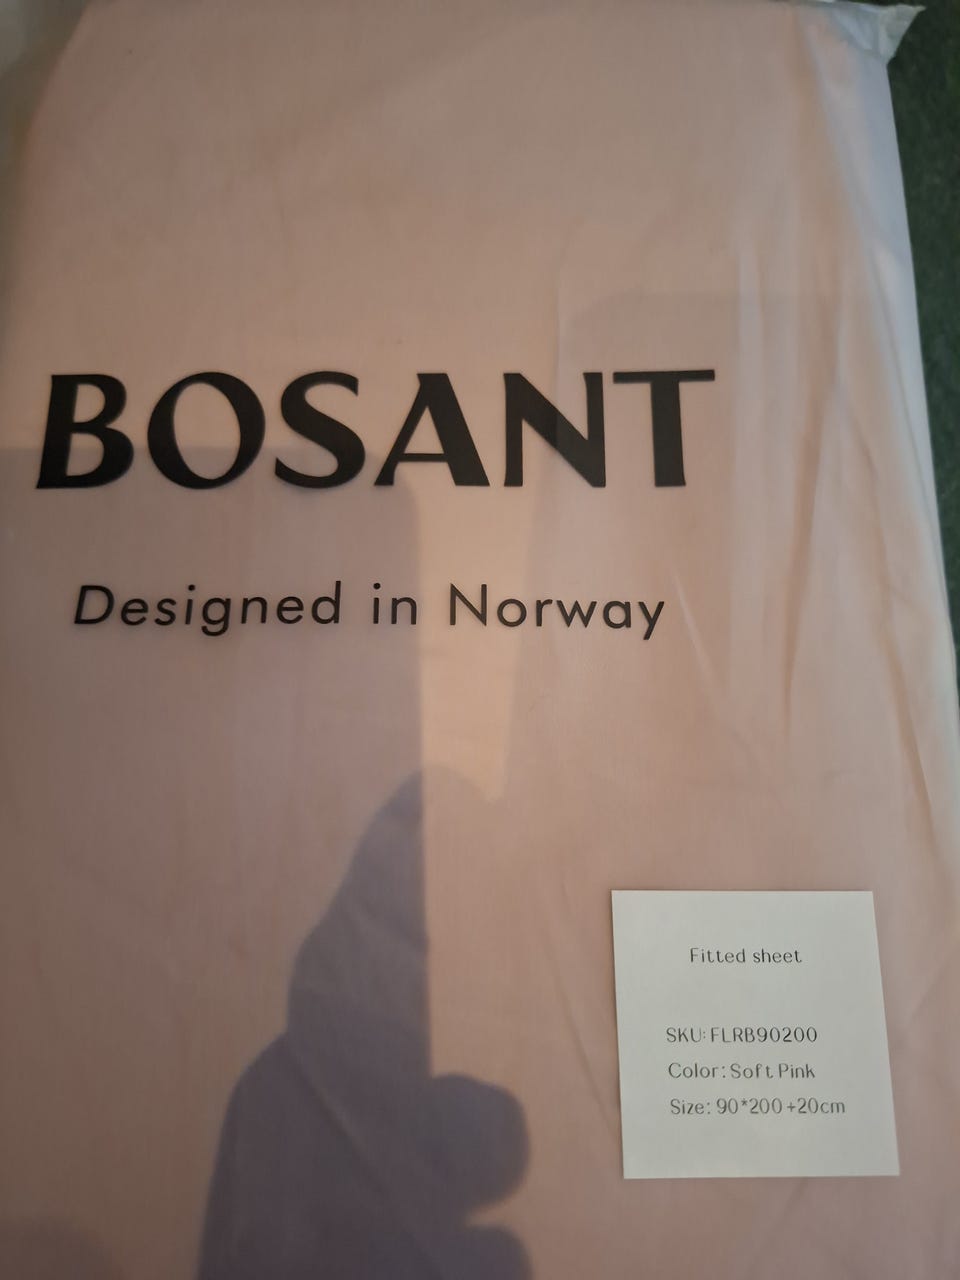 BOSANT
Designed in Norway
Fitted sheet
SKU: FLRB90200
Color: Soft Pink
Size: 90*200+20cm